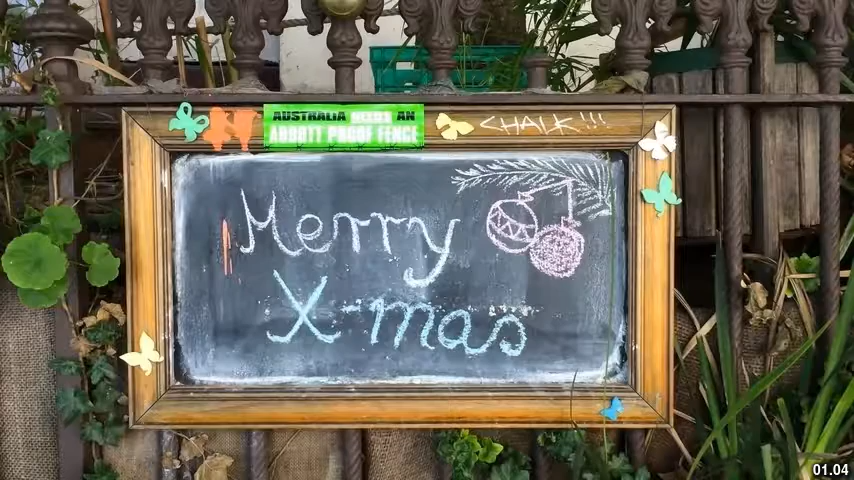 AUSTRALIA NEEDS AN
ABBOTT PROOF FENCE
CHALK!!!
Merry
X-mas
01.04